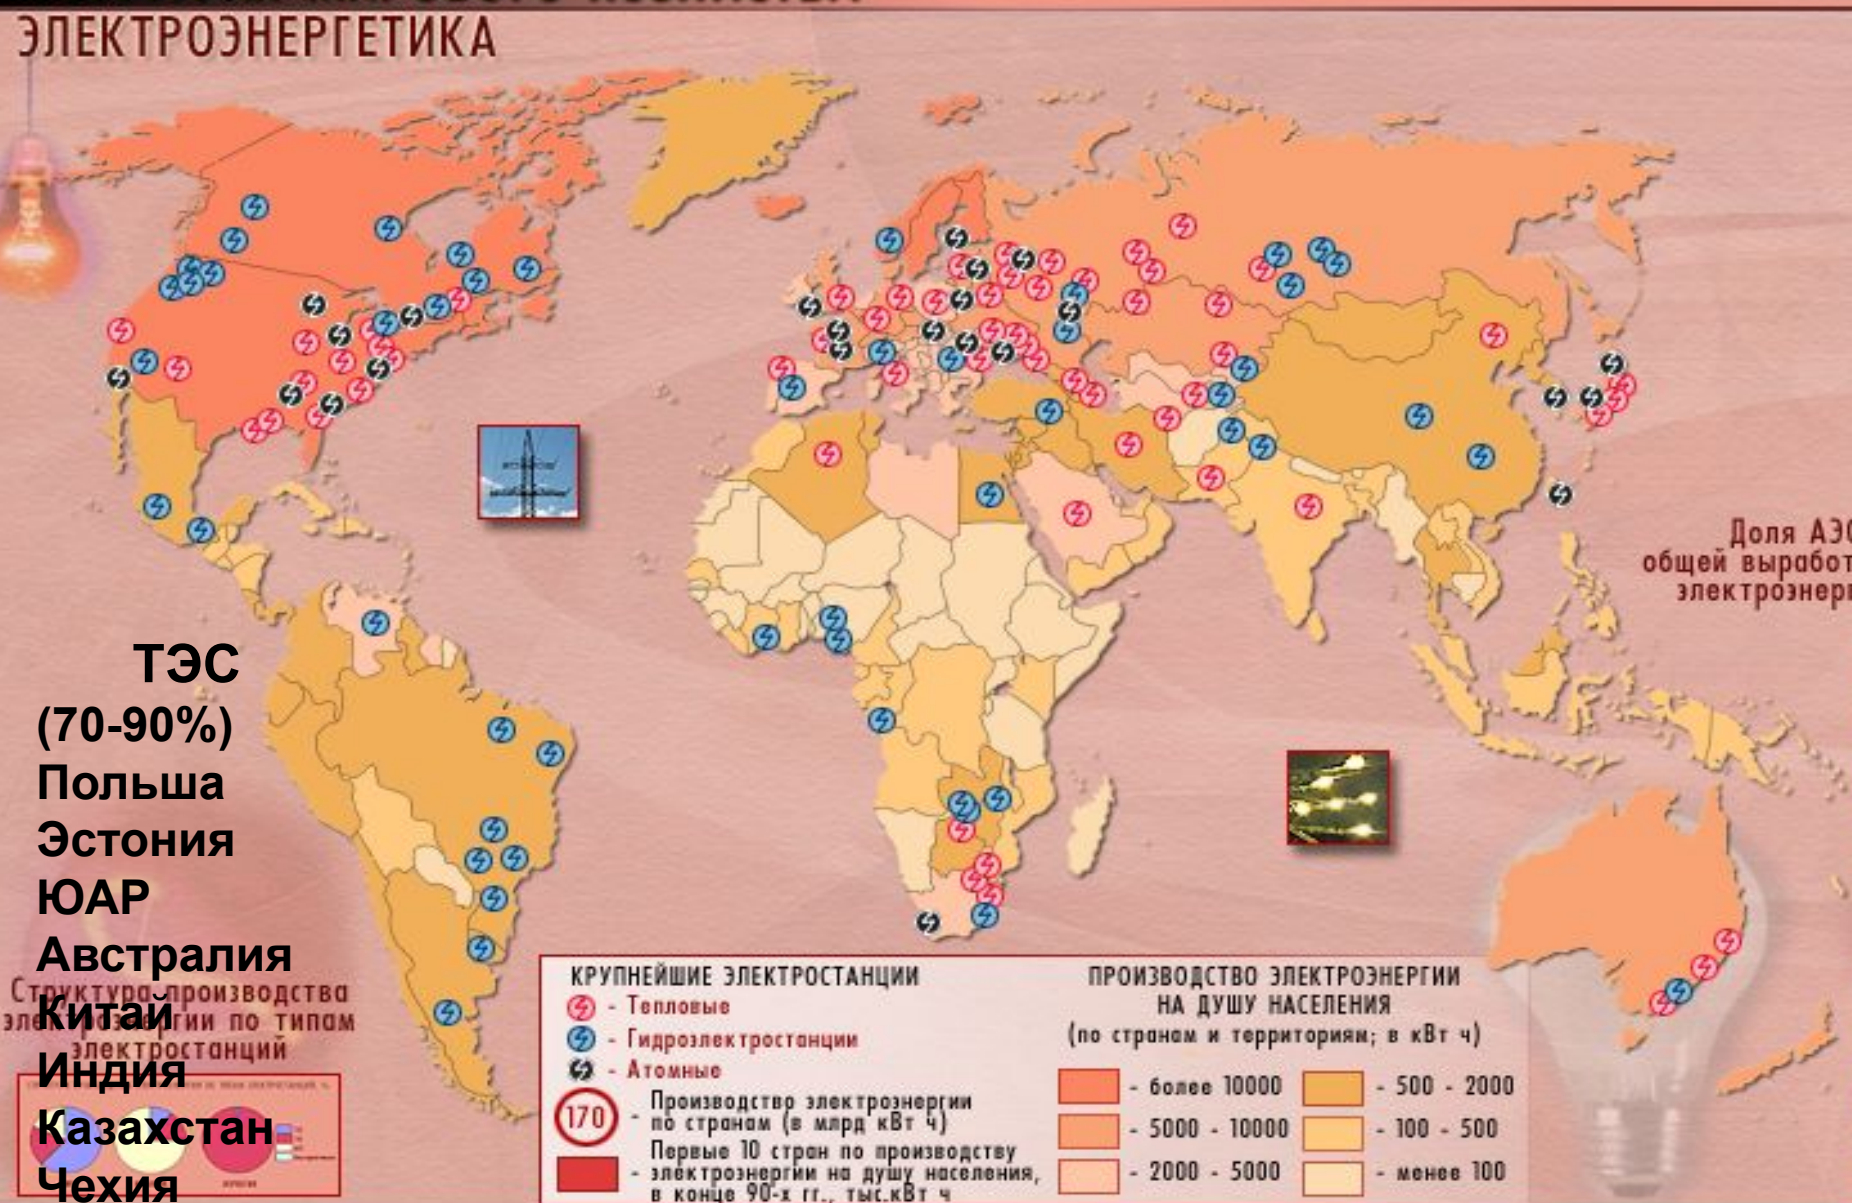 ЭЛЕКТРОЭНЕРГЕТИКА
Доля АЭС
общей выработ
электроэнер
ТЭС
(70-90%)
Польша
Эстония
ЮАР
Австралия
Китай
Индия
Казахстан
Чехия
Структура производства
электроэнергии по типам
электростанций
КРУПНЕЙШИЕ ЭЛЕКТРОСТАНЦИИ
- Тепловые
- Гидроэлектростанции
- Атомные
170 - Производство электроэнергии
по странам (в млрд кВт ч)
Первые 10 стран по производству
- электроэнергии на душу населения,
в конце 90-х гг., тыс.кВт ч
ПРОИЗВОДСТВО ЭЛЕКТРОЭНЕРГИИ
НА ДУШУ НАСЕЛЕНИЯ
(по странам и территориям; в кВт ч)
- более 10000
- 5000 - 10000
- 2000 - 5000
- 500 - 2000
- 100 - 500
- менее 100